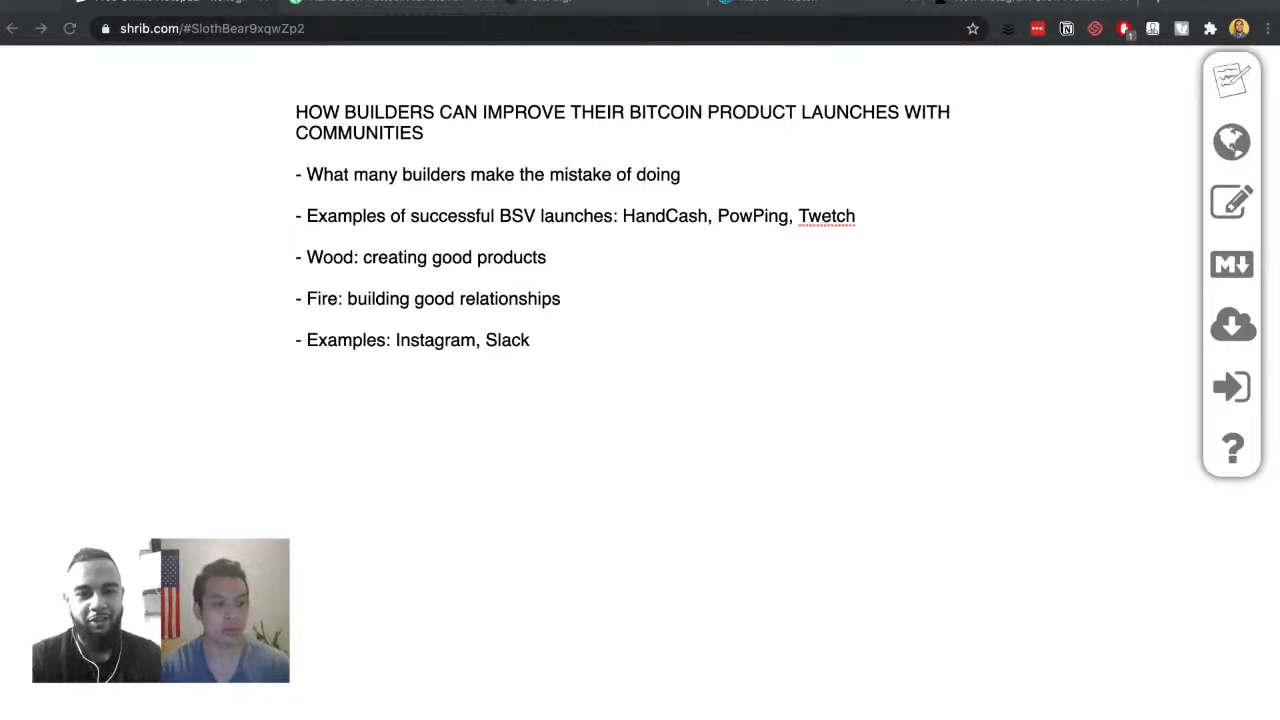 shrib.com/#SlothBear9xqwZp2
1
HOW BUILDERS CAN IMPROVE THEIR BITCOIN PRODUCT LAUNCHES WITH
COMMUNITIES
- What many builders make the mistake of doing
- Examples of successful BSV launches: HandCash, PowPing, Twetch
- Wood: creating good products
- Fire: building good relationships
- Examples: Instagram, Slack
M
?